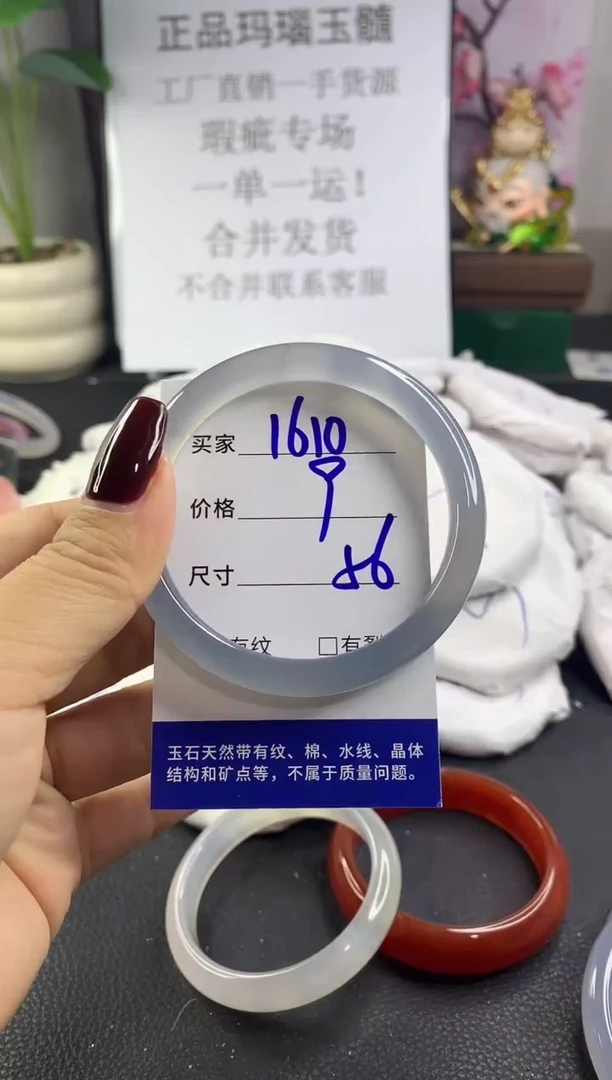 正品玛瑙玉髓
工厂直销一手货源
瑕疵专场
一单一运！
合并发货
不合并联系客服
买家 1610
价格
尺寸 56
有纹 □有裂
玉石天然带有纹、棉、水线、晶体
结构和矿点等，不属于质量问题。